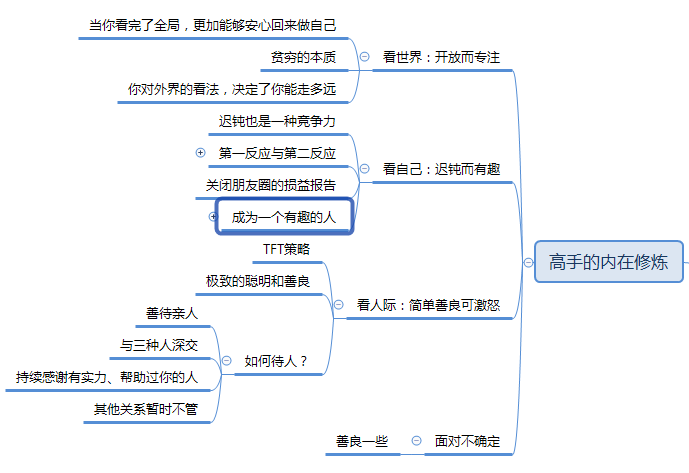 当你看完了全局，更加能够安心回来做自己
贫穷的本质
看世界：开放而专注
你对外界的看法，决定了你能走多远
迟钝也是一种竞争力
第一反应与第二反应
看自己：迟钝而有趣
关闭朋友圈的损益报告
成为一个有趣的人
TFT策略
高手的内在修炼
极致的聪明和善良
看人际：简单善良可激怒
善待亲人
与三种人深交
如何待人？
持续感谢有实力、帮助过你的人
其他关系暂时不管
善良一些
面对不确定